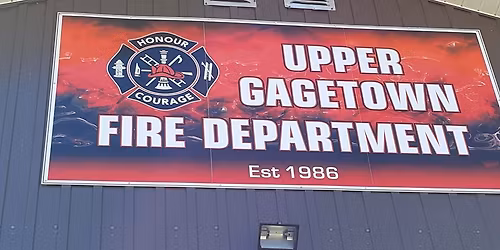 HONOUR
COURAGE
UPPER
GAGETOWN
FIRE DEPARTMENT
Est 1986